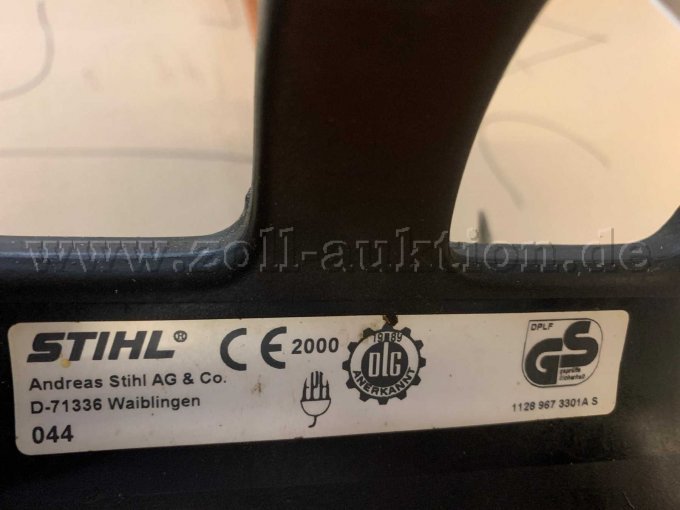 www.zoll-auktion.de
STIHL®
CE 2000
1989
DLG
ANERKANNT
DPLF
GS
geprüfte
Sicherheit
Andreas Stihl AG & Co.
D-71336 Waiblingen
044
1128 967 3301A S